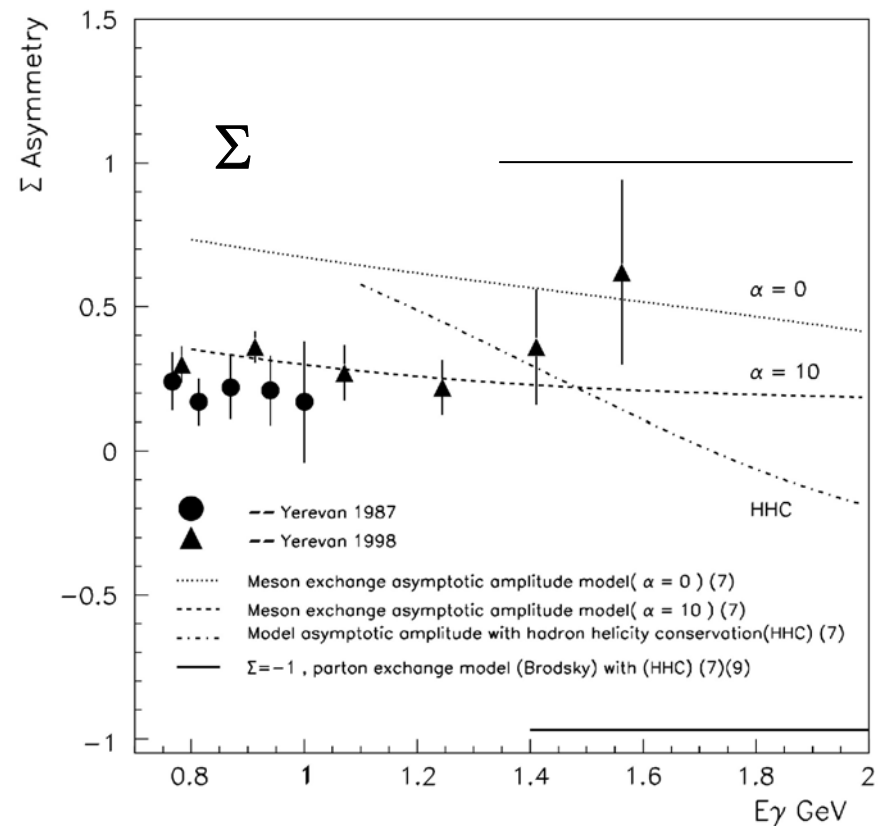 Σ Asymmetry
1.5
1
0.5
0
−0.5
−1
Σ
α = 0
α = 10
HHC
-- Yerevan 1987
-- Yerevan 1998
Meson exchange asymptotic amplitude model( α = 0 ) (7)
Meson exchange asymptotic amplitude model( α = 10 ) (7)
Model asymptotic amplitude with hadron helicity conservation(HHC) (7)
Σ=−1 , parton exchange model (Brodsky) with (HHC) (7)(9)
0.8 1 1.2 1.4 1.6 1.8 2
Eγ GeV